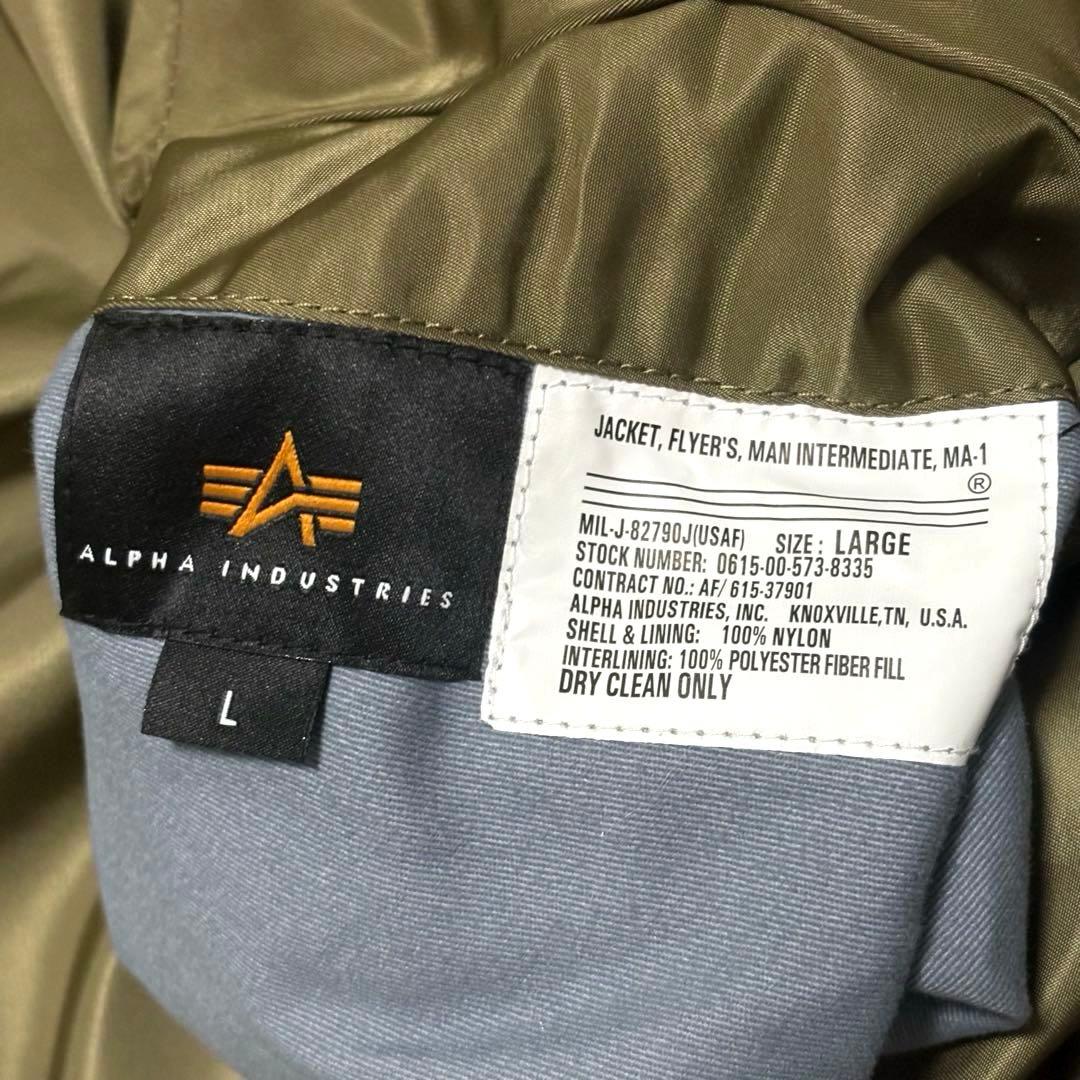 ALPHA INDUSTRIES
L
JACKET, FLYER'S, MAN INTERMEDIATE, MA-1
®
MIL-J-82790J(USAF) SIZE: LARGE
STOCK NUMBER: 0615-00-573-8335
CONTRACT NO.: AF/ 615-37901
ALPHA INDUSTRIES, INC. KNOXVILLE,TN, U.S.A.
SHELL & LINING: 100% NYLON
INTERLINING: 100% POLYESTER FIBER FILL
DRY CLEAN ONLY